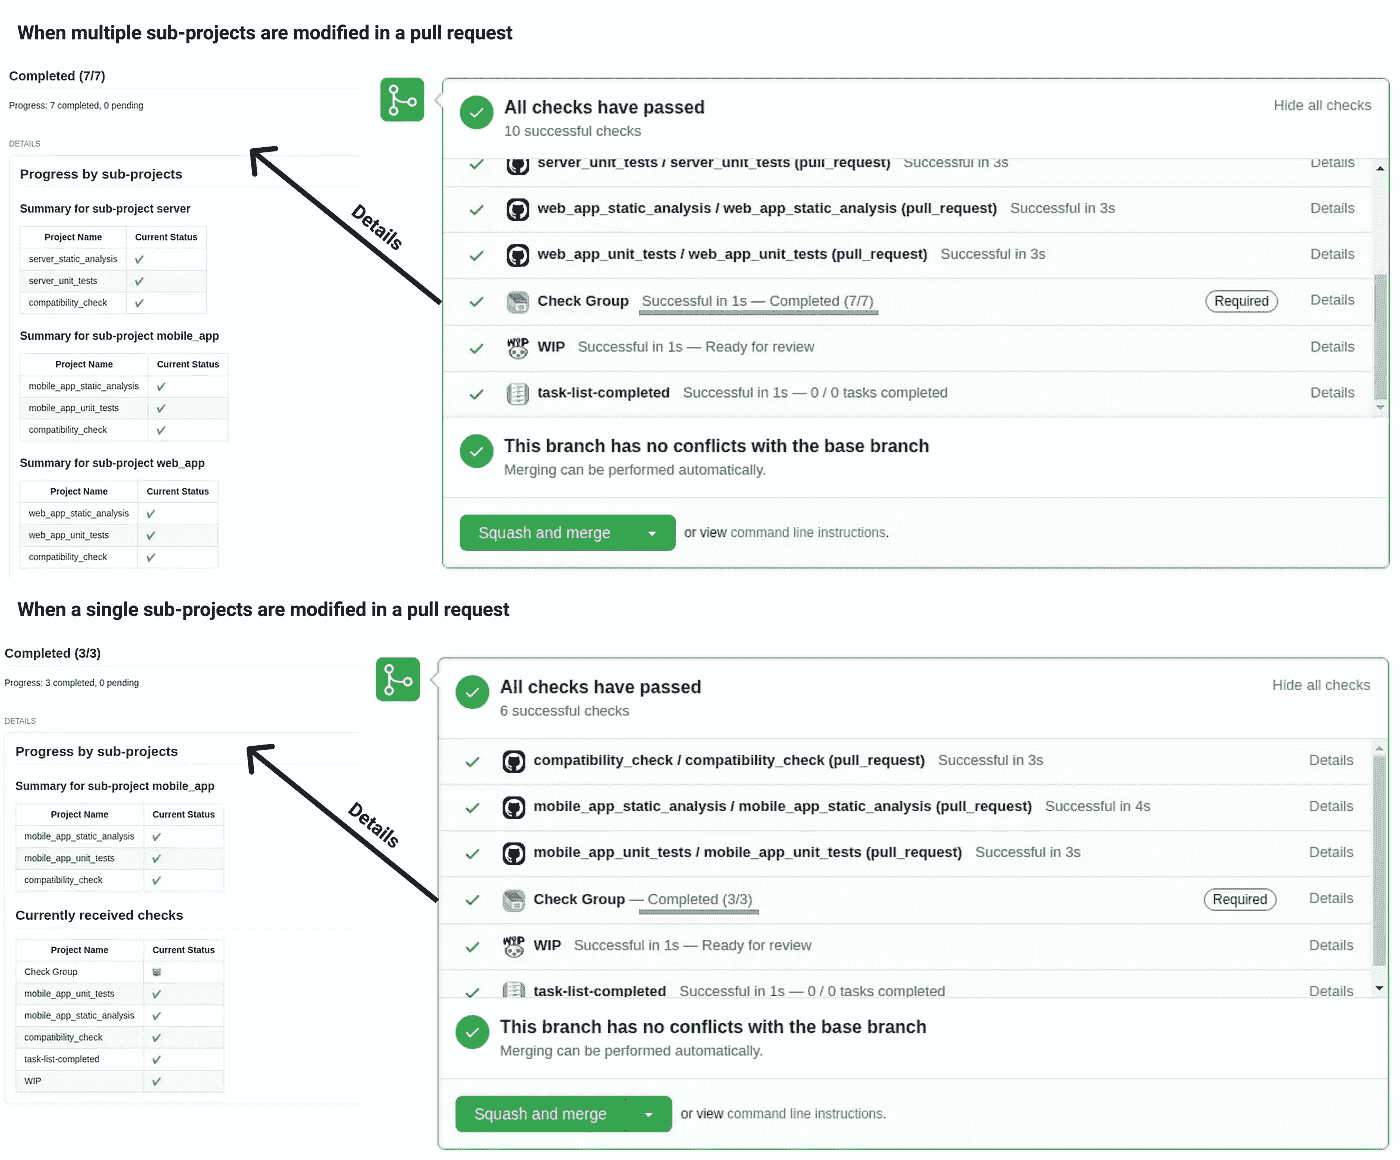 When multiple sub-projects are modified in a pull request
Completed (7/7)
Progress: 7 completed, 0 pending
DETAILS
Progress by sub-projects
Summary for sub-project server
Project Name Current Status
server_static_analysis ✓
server_unit_tests ✓
compatibility_check ✓
Summary for sub-project mobile_app
Project Name Current Status
mobile_app_static_analysis ✓
mobile_app_unit_tests ✓
compatibility_check ✓
Summary for sub-project web_app
Project Name Current Status
web_app_static_analysis ✓
web_app_unit_tests ✓
compatibility_check ✓
Details
All checks have passed
Hide all checks
10 successful checks
server_unit_tests / server_unit_tests (pull_request) Successful in 3s Details
web_app_static_analysis / web_app_static_analysis (pull_request) Successful in 3s Details
web_app_unit_tests / web_app_unit_tests (pull_request) Successful in 3s Details
Check Group Successful in 1s — Completed (7/7) Required Details
WIP Successful in 1s — Ready for review Details
task-list-completed Successful in 1s — 0 / 0 tasks completed Details
This branch has no conflicts with the base branch
Merging can be performed automatically.
Squash and merge or view command line instructions.
When a single sub-projects are modified in a pull request
Completed (3/3)
Progress: 3 completed, 0 pending
DETAILS
Progress by sub-projects
Summary for sub-project mobile_app
Project Name Current Status
mobile_app_static_analysis ✓
mobile_app_unit_tests ✓
compatibility_check ✓
Currently received checks
Project Name Current Status
Check Group
mobile_app_unit_tests ✓
mobile_app_static_analysis ✓
compatibility_check ✓
task-list-completed ✓
WIP ✓
Details
All checks have passed
Hide all checks
6 successful checks
compatibility_check / compatibility_check (pull_request) Successful in 3s Details
mobile_app_static_analysis / mobile_app_static_analysis (pull_request) Successful in 4s Details
mobile_app_unit_tests / mobile_app_unit_tests (pull_request) Successful in 3s Details
Check Group — Completed (3/3) Required Details
WIP Successful in 1s — Ready for review Details
task-list-completed Successful in 1s — 0 / 0 tasks completed Details
This branch has no conflicts with the base branch
Merging can be performed automatically.
Squash and merge or view command line instructions.